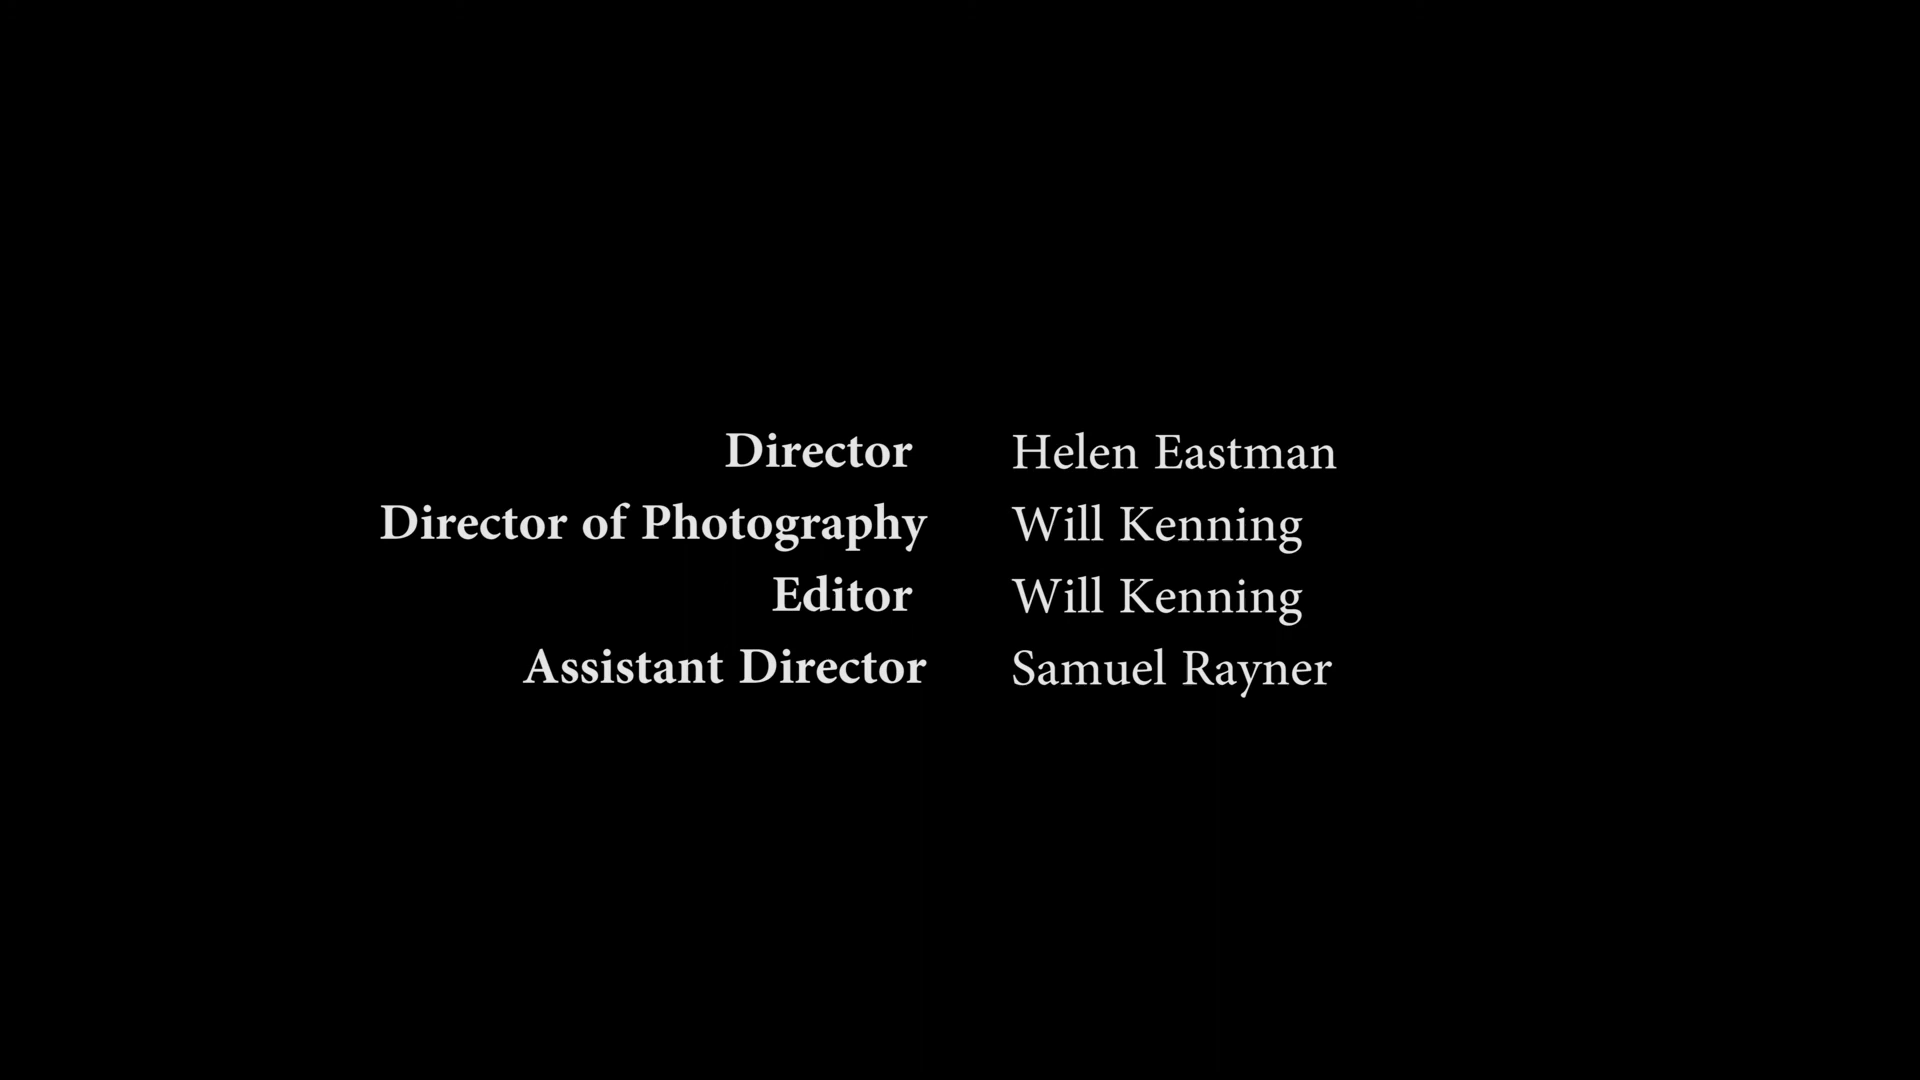 Director Helen Eastman
Director of Photography Will Kenning
Editor Will Kenning
Assistant Director Samuel Rayner